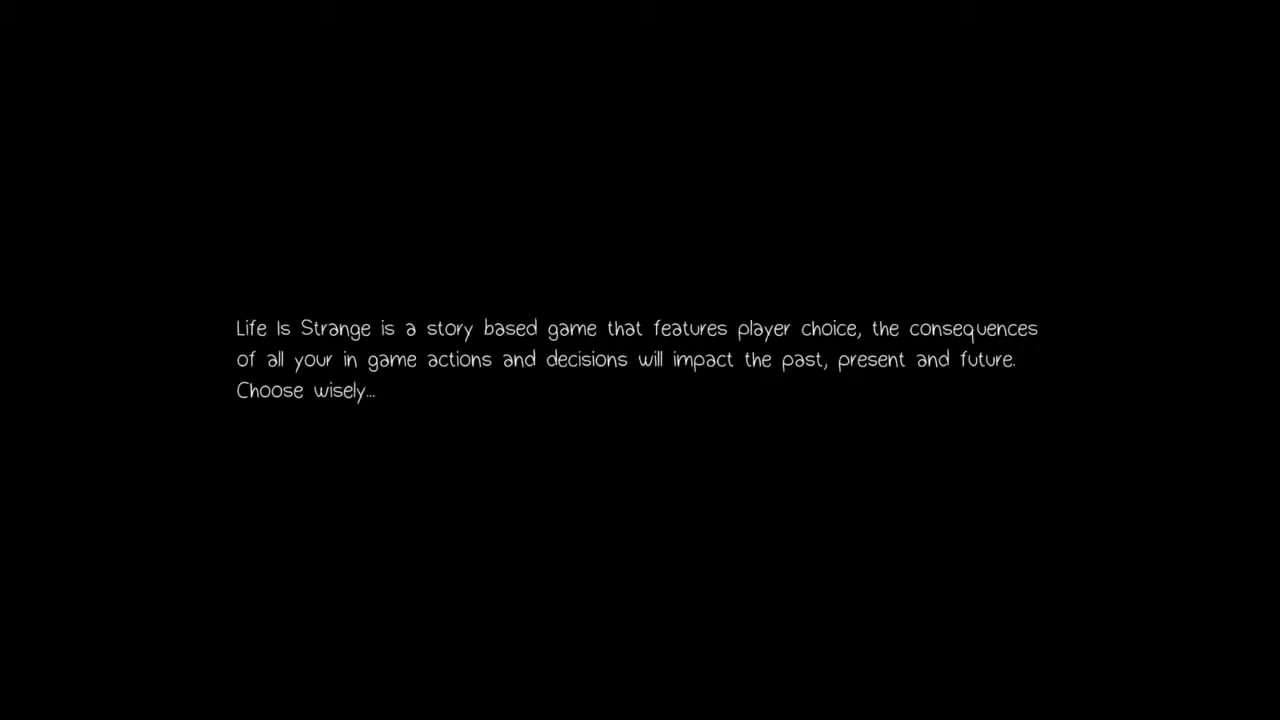 Life Is Strange is a story based game that features player choice, the consequences
of all your in game actions and decisions will impact the past, present and future.
Choose wisely...